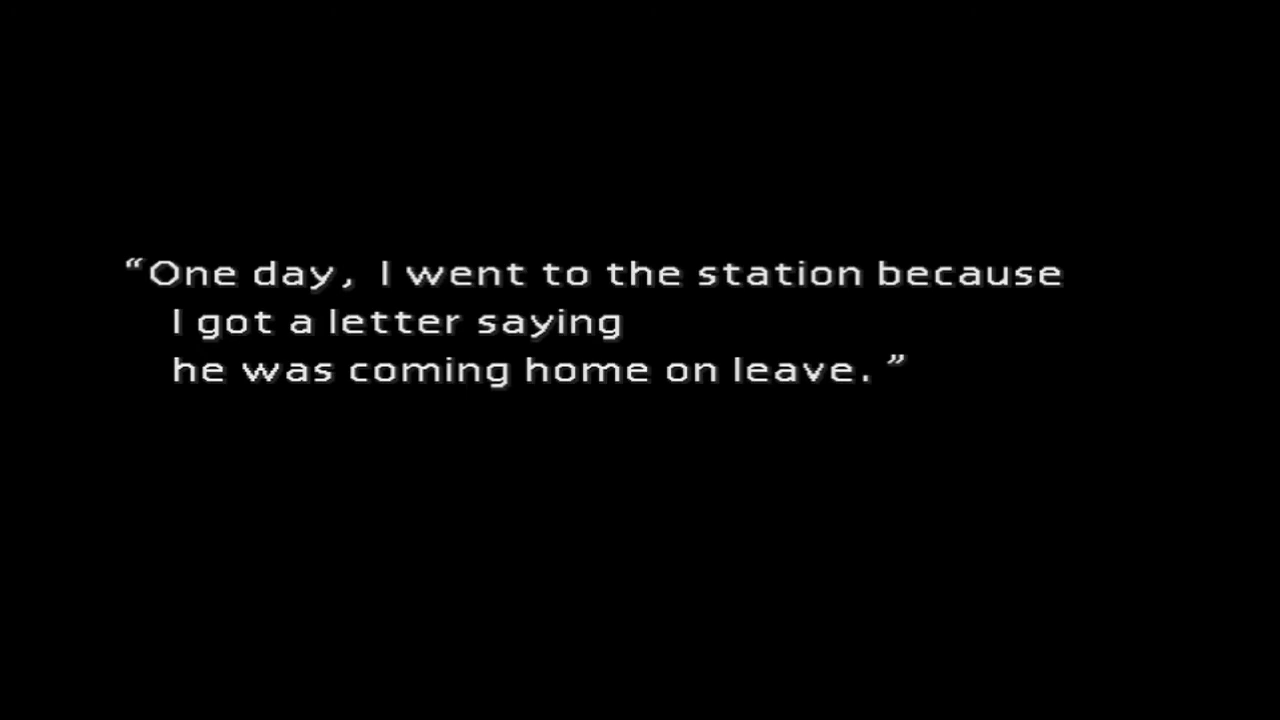 “One day, I went to the station because
I got a letter saying
he was coming home on leave.”